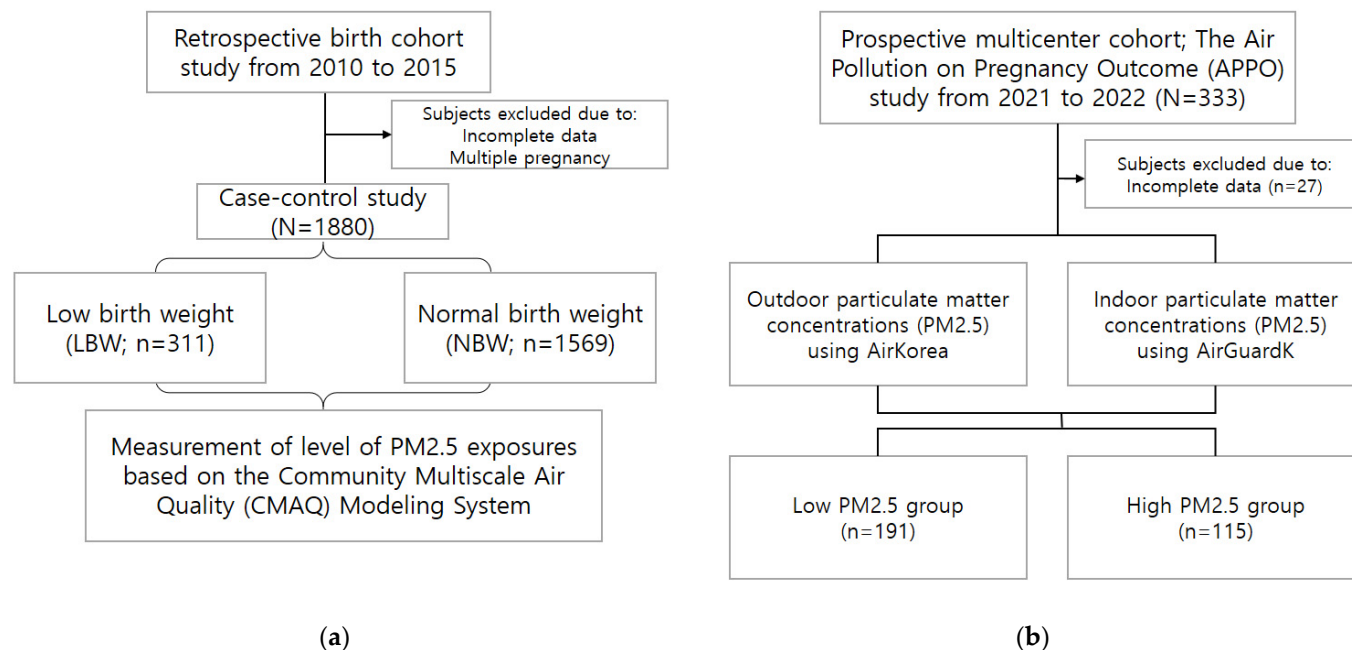 Retrospective birth cohort
study from 2010 to 2015
Subjects excluded due to:
Incomplete data
Multiple pregnancy
Case-control study
(N=1880)
Low birth weight
(LBW; n=311)
Normal birth weight
(NBW; n=1569)
Measurement of level of PM2.5 exposures
based on the Community Multiscale Air
Quality (CMAQ) Modeling System
(a)
Prospective multicenter cohort; The Air
Pollution on Pregnancy Outcome (APPO)
study from 2021 to 2022 (N=333)
Subjects excluded due to:
Incomplete data (n=27)
Outdoor particulate matter
concentrations (PM2.5)
using AirKorea
Indoor particulate matter
concentrations (PM2.5)
using AirGuardK
Low PM2.5 group
(n=191)
High PM2.5 group
(n=115)
(b)